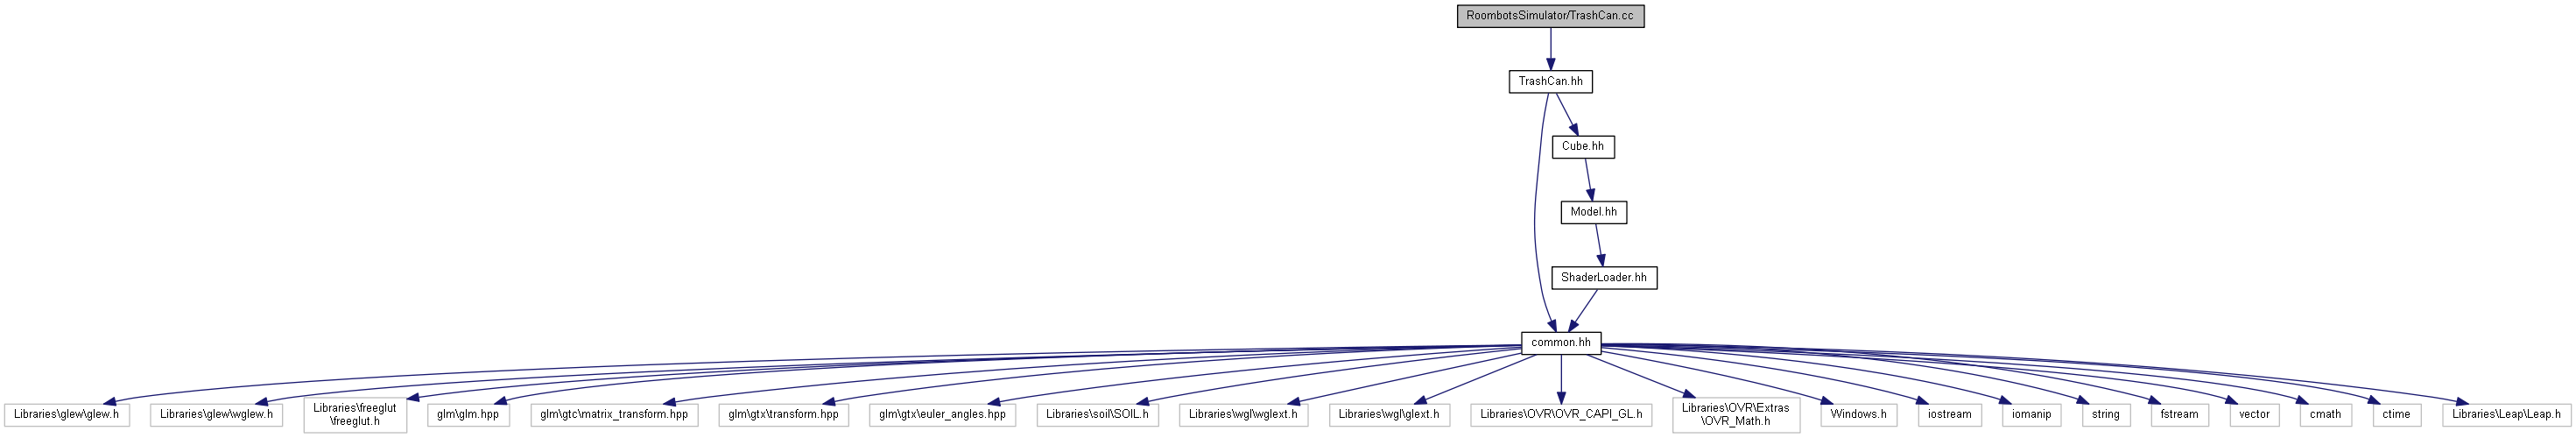 RoombotsSimulator/TrashCan.cc
TrashCan.hh
Cube.hh
Model.hh
ShaderLoader.hh
common.hh
Libraries\glew\glew.h
Libraries\glew\wglew.h
Libraries\freeglut
\freeglut.h
glm\glm.hpp
glm\gtc\matrix_transform.hpp
glm\gtx\transform.hpp
glm\gtx\euler_angles.hpp
Libraries\soil\SOIL.h
Libraries\wgl\wglext.h
Libraries\wgl\glext.h
Libraries\OVR\OVR_CAPI_GL.h
Libraries\OVR\Extras
\OVR_Math.h
Windows.h
iostream
iomanip
string
fstream
vector
cmath
ctime
Libraries\Leap\Leap.h